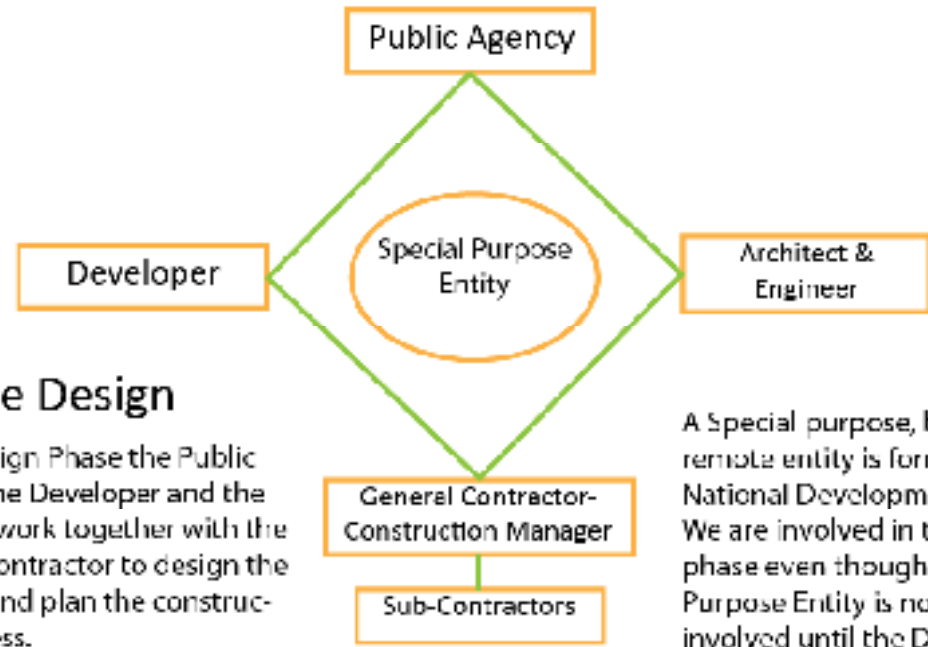 Public Agency
Special Purpose
Entity
Developer
Architect &
Engineer
e Design
ign Phase the Public
ne Developer and the
work together with the
ontractor to design the
nd plan the construc-
ess.
General Contractor-
Construction Manager
Sub-Contractors
A Special purpose,
remote entity is for
National Developm
We are involved in t
phase even though
Purpose Entity is no
involved until the D